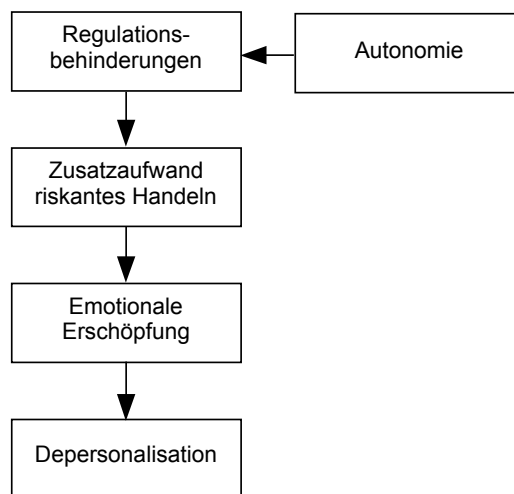 Regulations-
behinderungen
Autonomie
Zusatzaufwand
riskantes Handeln
Emotionale
Erschöpfung
Depersonalisation